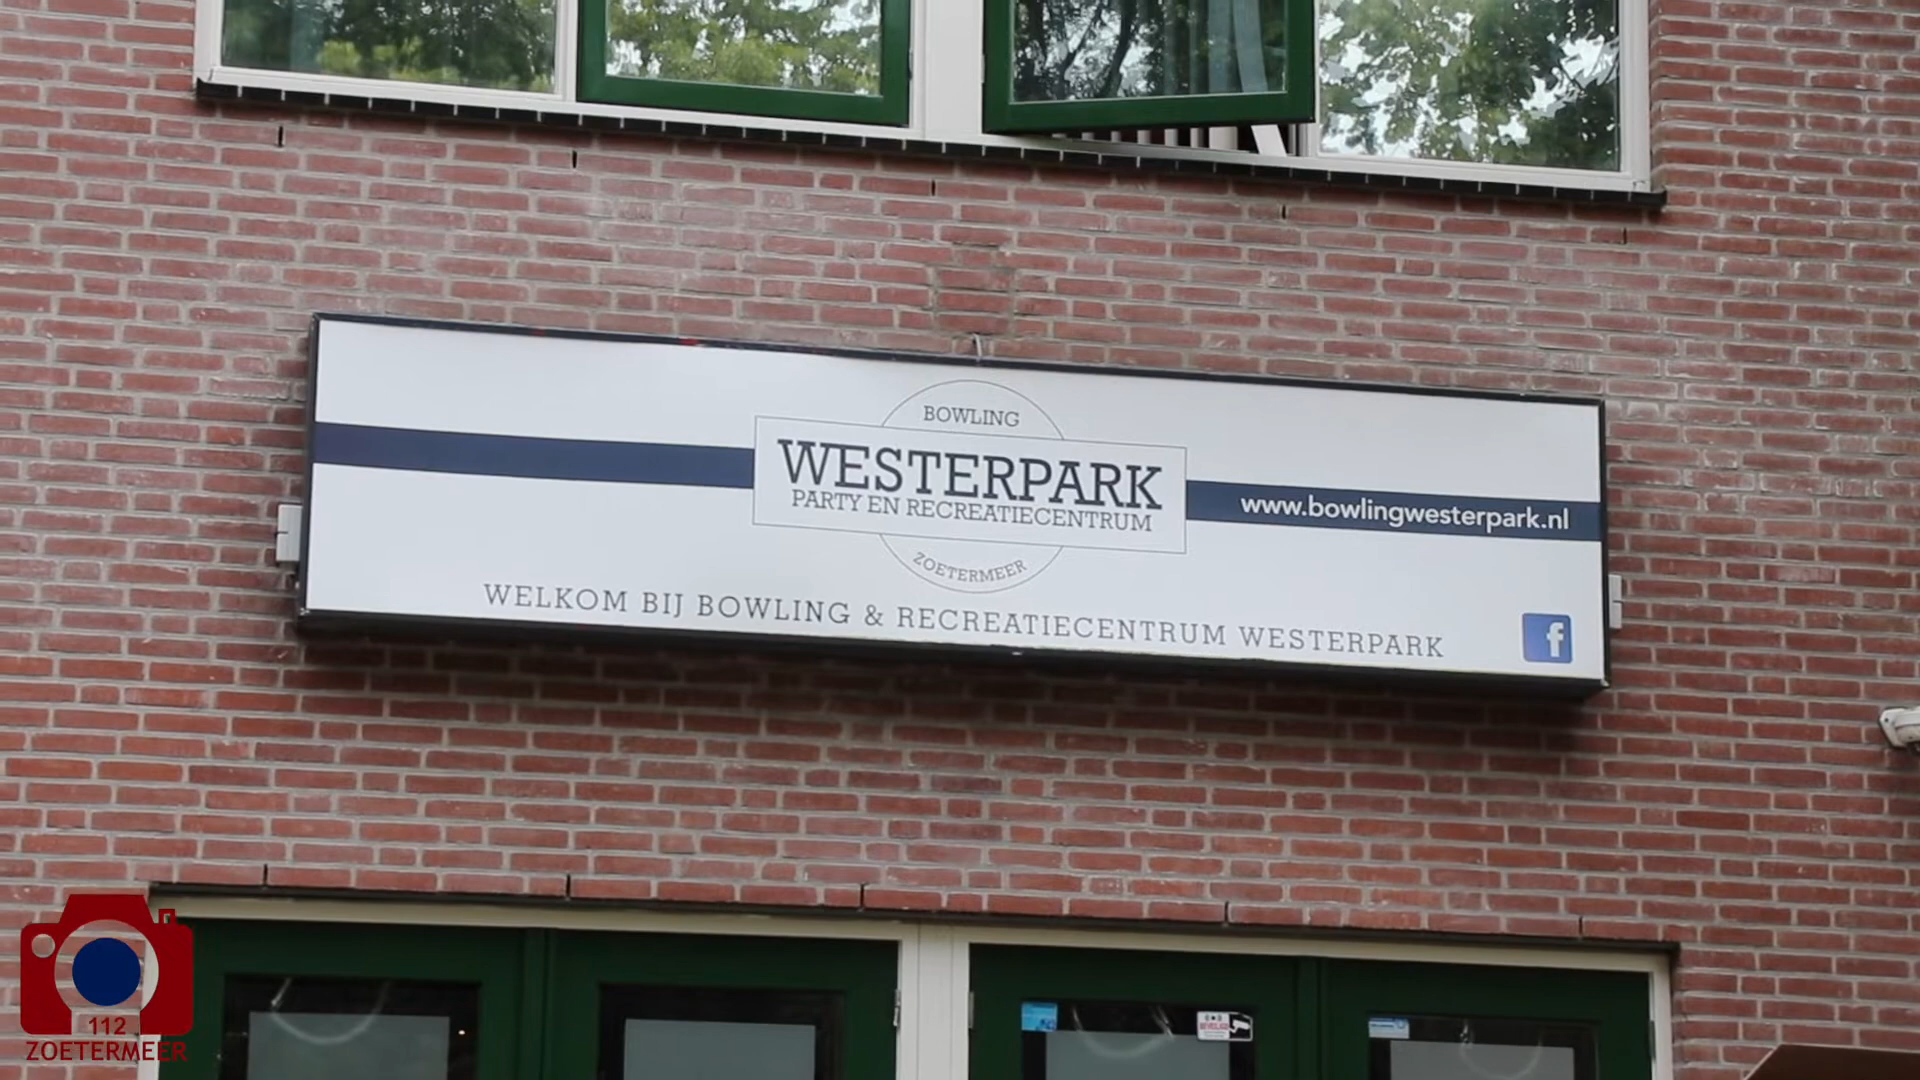 BOWLING
WESTERPARK
PARTY EN RECREATIECENTRUM
ZOETERMEER
www.bowlingwesterpark.nl
WELKOM BIJ BOWLING & RECREATIECENTRUM WESTERPARK
f
112
ZOETERMEER